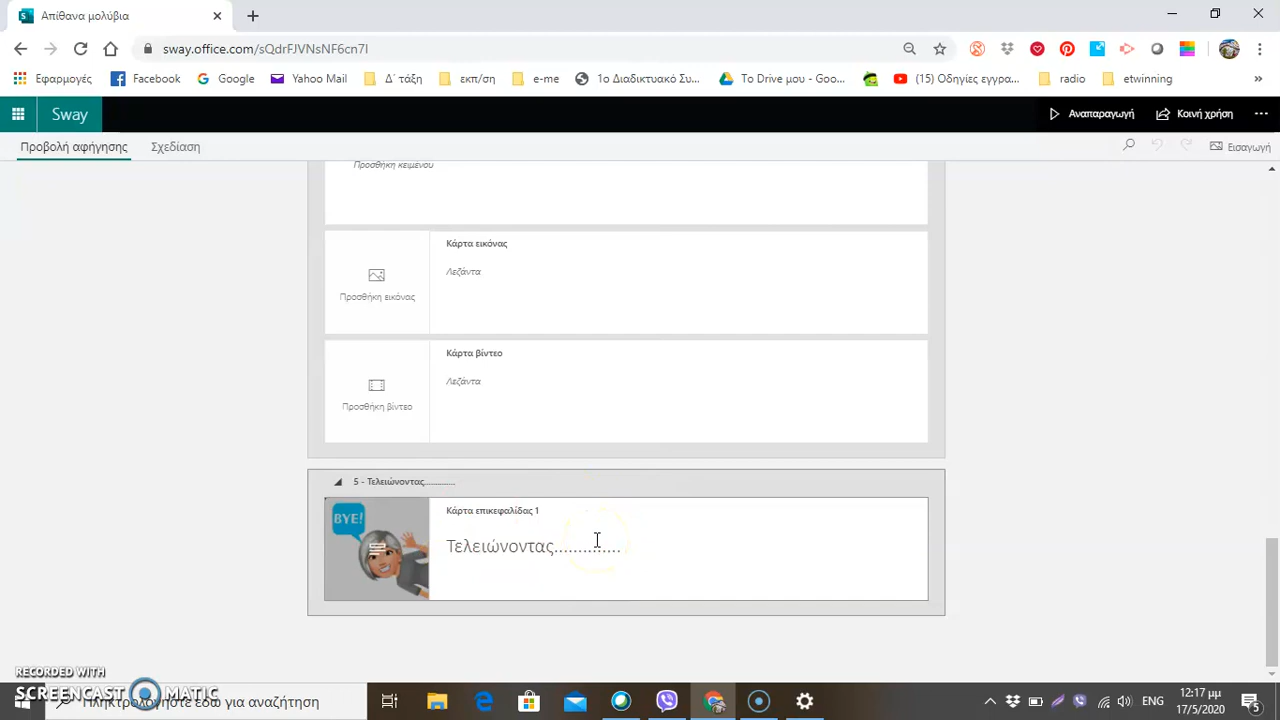 Απίθανα μολύβια
sway.office.com/sQdrFJVNsNF6cn7l
Εφαρμογές
Facebook
Google
Yahoo Mail
Δ΄ τάξη
εκπ/ση
e-me
1ο Διαδικτυακό Συ...
Το Drive μου - Goo...
(15) Οδηγίες εγγρα...
radio
etwinning
»
Sway
Αναπαραγωγή
Κοινή χρήση
Προβολή αφήγησης
Σχεδίαση
Εισαγωγή
Προσθήκη κειμένου
Κάρτα εικόνας
Λεζάντα
Προσθήκη εικόνας
Κάρτα βίντεο
Λεζάντα
Προσθήκη βίντεο
5 - Τελειώνοντας..............
BYE!
Κάρτα επικεφαλίδας 1
Τελειώνοντας..............
RECORDED WITH
SCREENCAST MATIC
Πληκτρολογήστε εδώ για αναζήτηση
ENG
12:17 μμ
17/5/2020
5